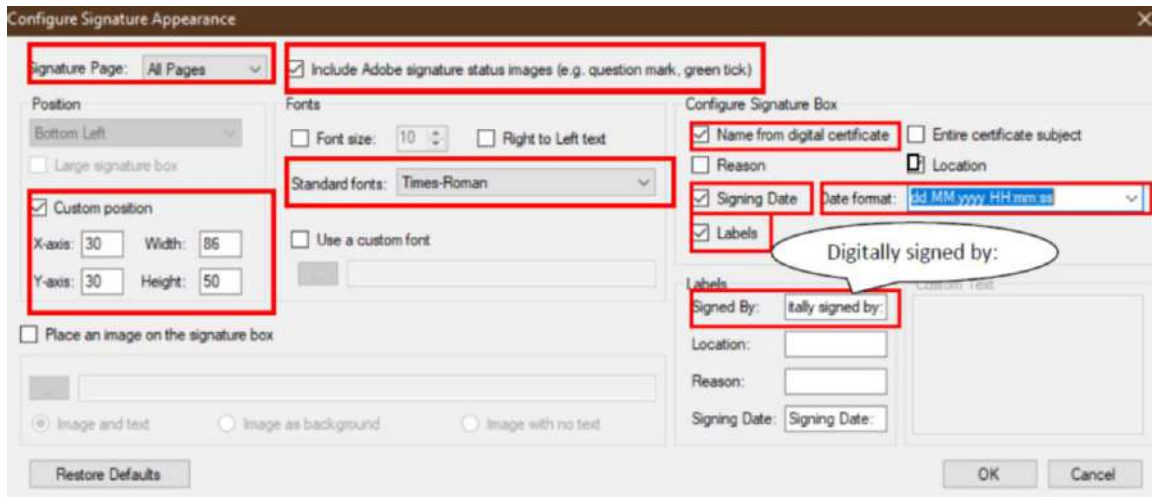 Configure Signature Appearance
Signature Page: All Pages
Include Adobe signature status images (e.g. question mark, green tick)
Position
Bottom Left
Large signature box
Custom position
X-axis: 30 Width: 86
Y-axis: 30 Height: 50
Fonts
Font size: 10 Right to Left text
Standard fonts: Times-Roman
Use a custom font
...
Configure Signature Box
Name from digital certificate Entire certificate subject
Reason Location
Signing Date Date format: dd.MM.yyyy HH:mm:ss
Labels
Digitally signed by:
Place an image on the signature box
...
Image and text Image as background Image with no text
Labels
Signed By: itally signed by:
Location:
Reason:
Signing Date: Signing Date:
Custom Text
Restore Defaults OK Cancel